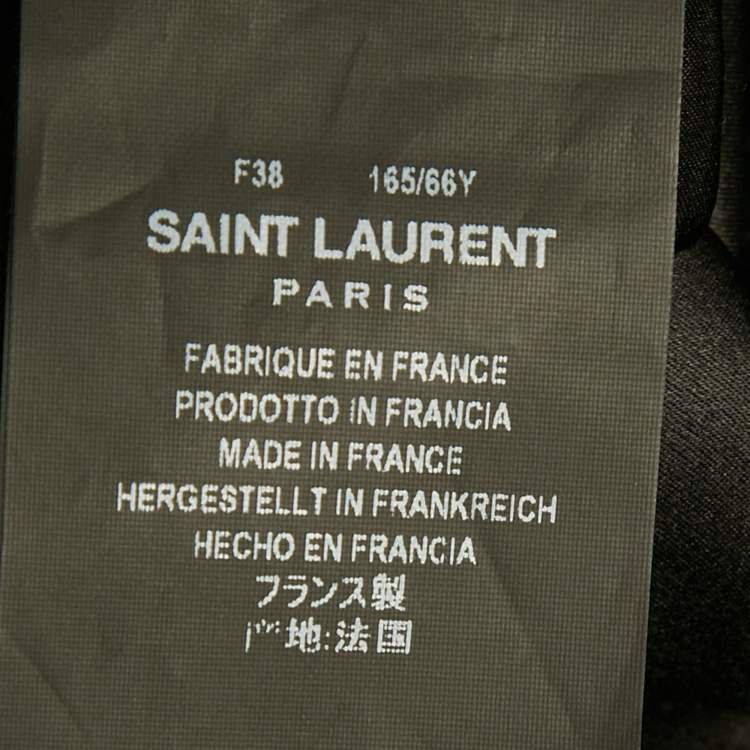 F38 165/66Y
SAINT LAURENT
PARIS
FABRIQUE EN FRANCE
PRODOTTO IN FRANCIA
MADE IN FRANCE
HERGESTELLT IN FRANKREICH
HECHO EN FRANCIA
フランス製
产地:法国